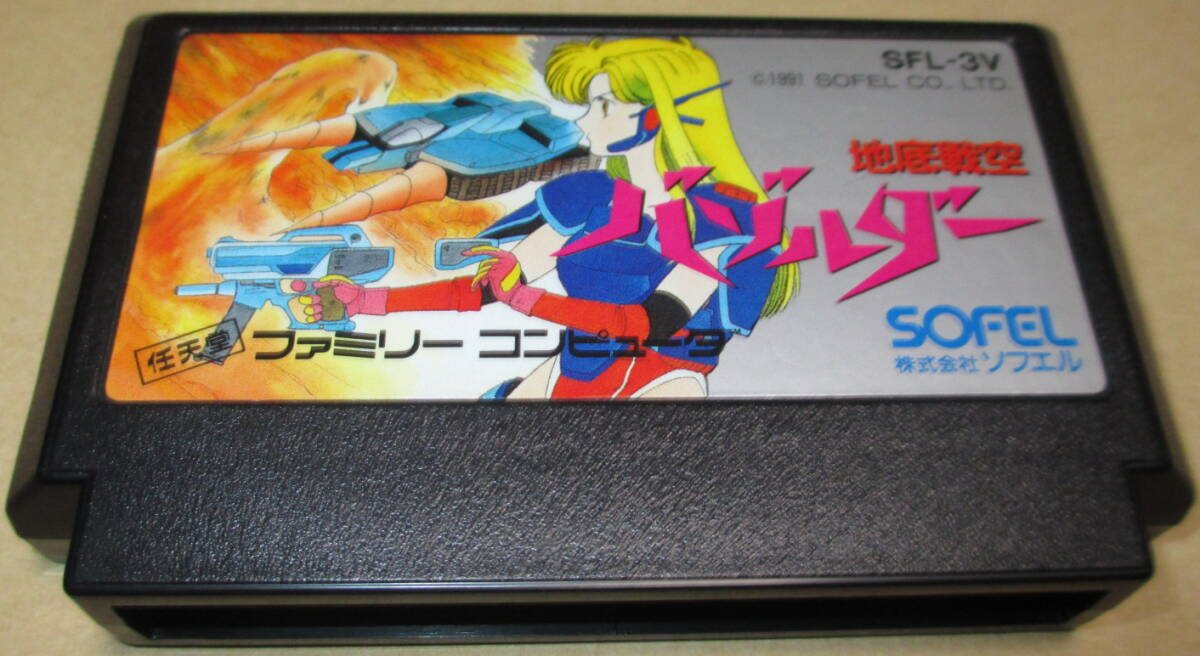 SFL-3V
©1991 SOFEL CO., LTD.
地底戦空
バゾルダー
SOFEL
株式会社ソフエル
任天堂
ファミリー コンピュータ